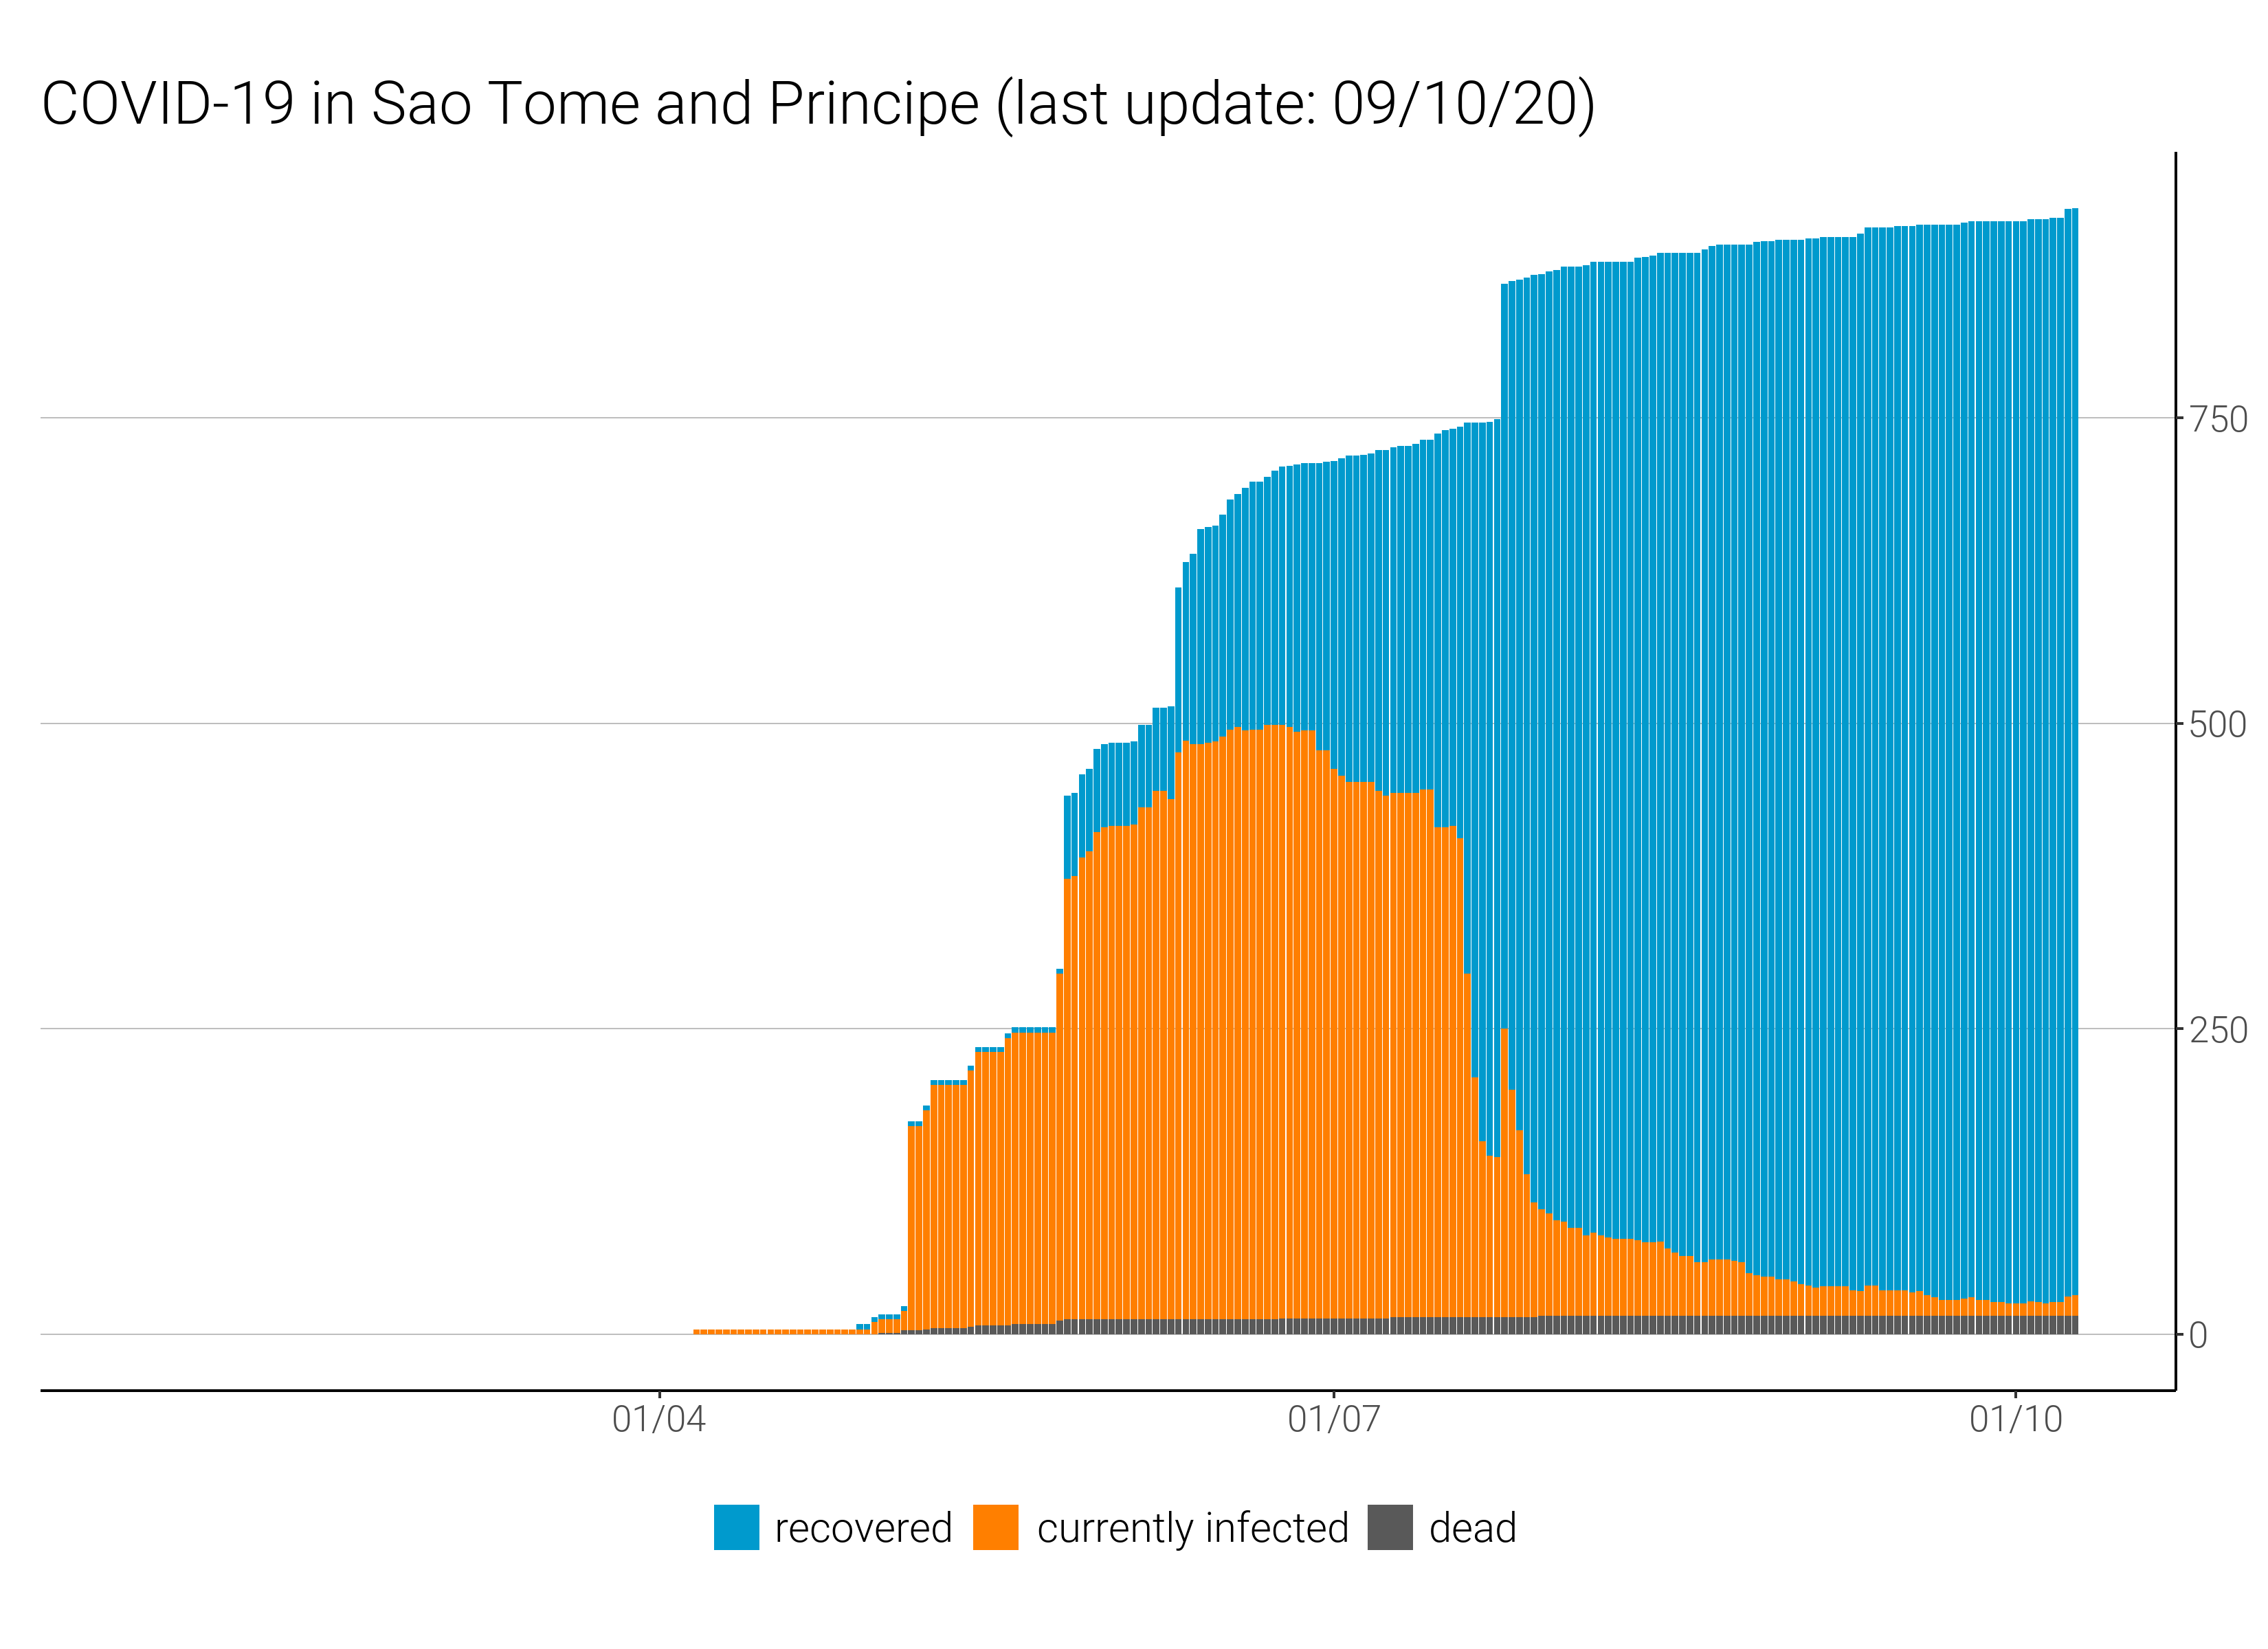 COVID-19 in Sao Tome and Principe (last update: 09/10/20)
750
500
250
0
01/04 01/07 01/10
recovered currently infected dead